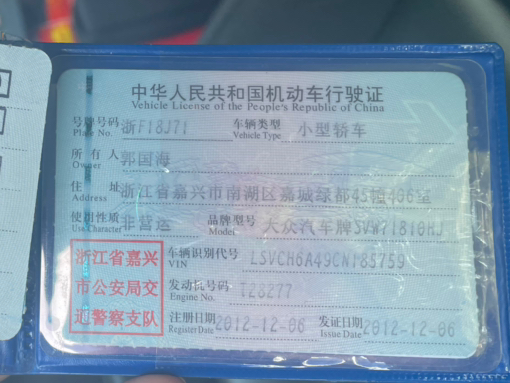 中华人民共和国机动车行驶证
Vehicle License of the People's Republic of China
号牌号码 浙F18J71 车辆类型 小型轿车
Plate No. Vehicle Type
所有人 郭国海
Owner
住址 浙江省嘉兴市南湖区嘉城绿都45幢406室
Address
使用性质 非营运 品牌型号 大众汽车牌SVW71810HJ
Use Character Model
浙江省嘉兴
市公安局交
通警察支队
车辆识别代号 LSVCH6A49CN185759
VIN
发动机号码 T28277
Engine No.
注册日期 2012-12-06 发证日期 2012-12-06
Register Date Issue Date